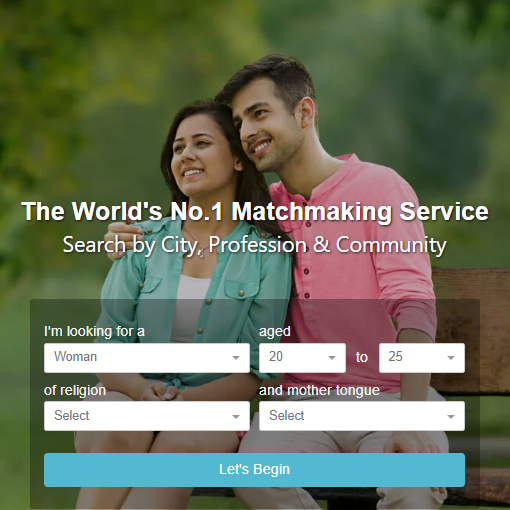 The World's No.1 Matchmaking Service
Search by City, Profession & Community
I'm looking for a aged
Woman 20 to 25
of religion and mother tongue
Select Select
Let's Begin